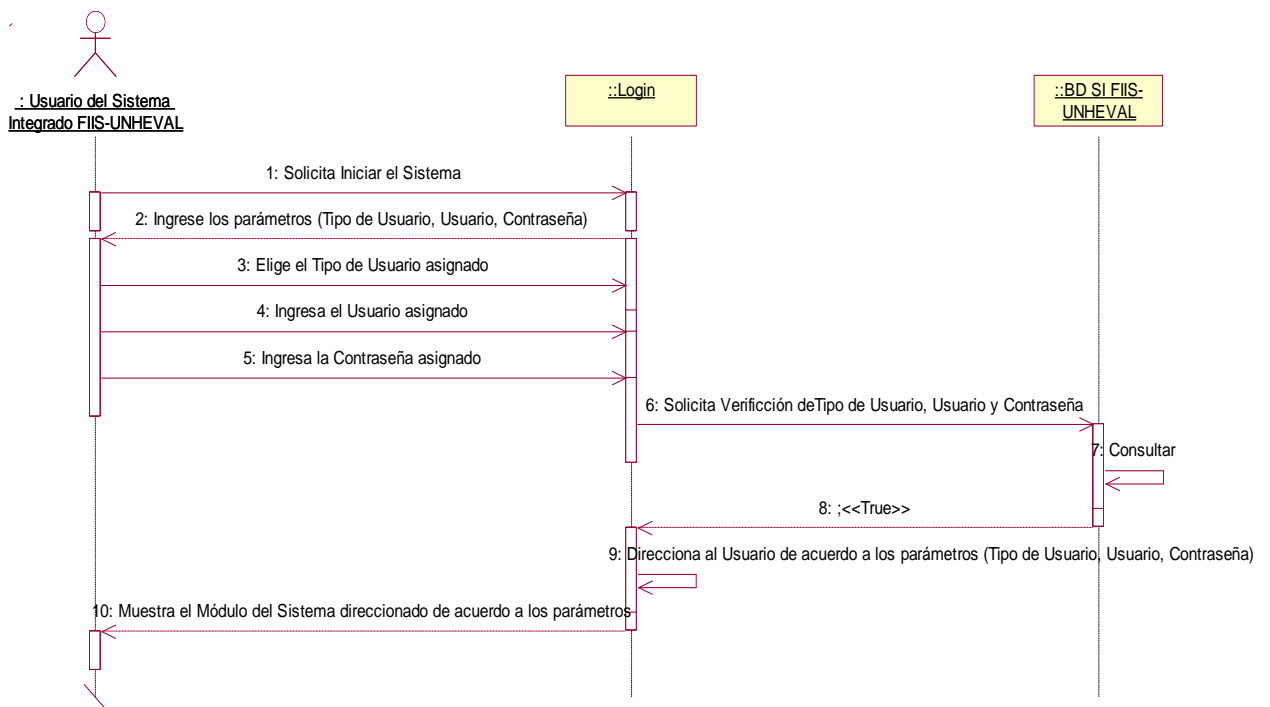 : Usuario del Sistema
Integrado FIIS-UNHEVAL
::Login
::BD SI FIIS-
UNHEVAL
1: Solicita Iniciar el Sistema
2: Ingrese los parámetros (Tipo de Usuario, Usuario, Contraseña)
3: Elige el Tipo de Usuario asignado
4: Ingresa el Usuario asignado
5: Ingresa la Contraseña asignado
6: Solicita Verificción deTipo de Usuario, Usuario y Contraseña
7: Consultar
8: ;<<True>>
9: Direcciona al Usuario de acuerdo a los parámetros (Tipo de Usuario, Usuario, Contraseña)
10: Muestra el Módulo del Sistema direccionado de acuerdo a los parámetros